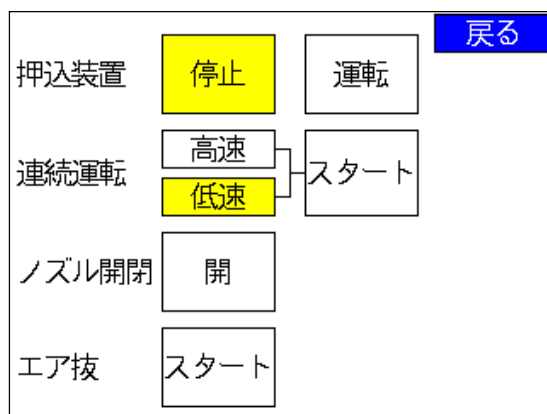 戻る
押込装置 停止 運転
連続運転 高速 低速 スタート
ノズル開閉 開
エア抜 スタート